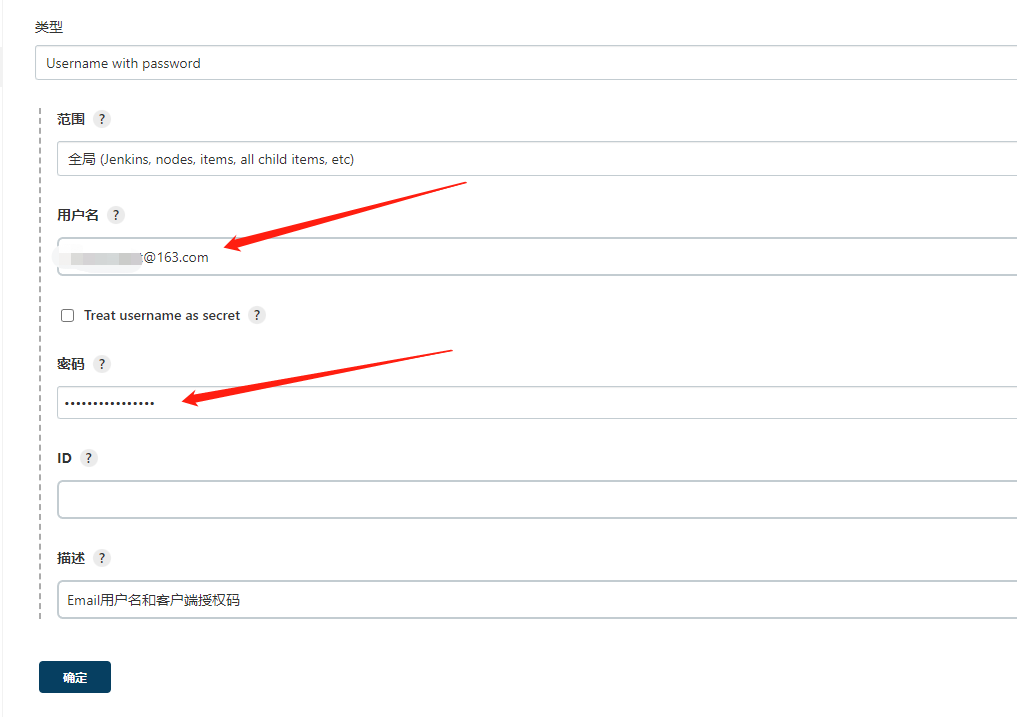 类型
Username with password
范围 ?
全局 (Jenkins, nodes, items, all child items, etc)
用户名 ?
@163.com
Treat username as secret ?
密码 ?
••••••••••••••••
ID ?
描述 ?
Email用户名和客户端授权码
确定